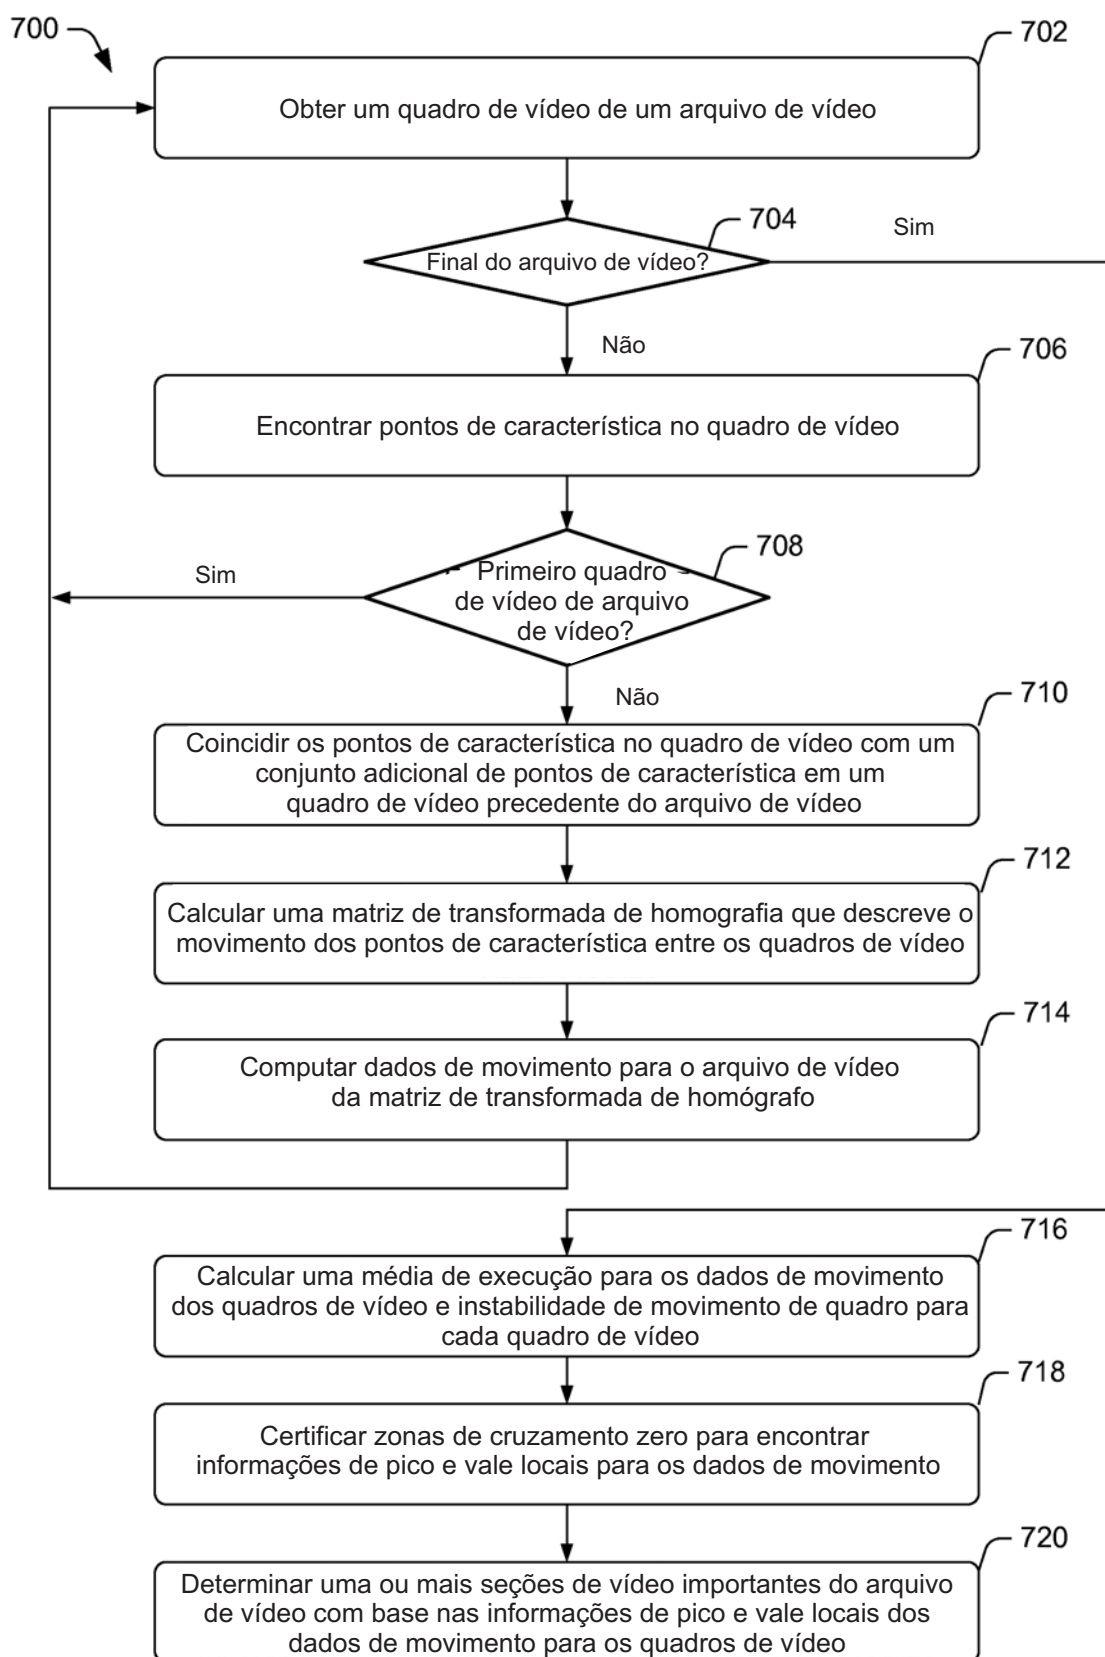 700
702
Obter um quadro de vídeo de um arquivo de vídeo
704
Sim
Final do arquivo de vídeo?
Não
706
Encontrar pontos de característica no quadro de vídeo
708
Sim
Primeiro quadro
de vídeo de arquivo
de vídeo?
Não
710
Coincidir os pontos de característica no quadro de vídeo com um
conjunto adicional de pontos de característica em um
quadro de vídeo precedente do arquivo de vídeo
712
Calcular uma matriz de transformada de homografia que descreve o
movimento dos pontos de característica entre os quadros de vídeo
714
Computar dados de movimento para o arquivo de vídeo
da matriz de transformada de homógrafo
716
Calcular uma média de execução para os dados de movimento
dos quadros de vídeo e instabilidade de movimento de quadro para
cada quadro de vídeo
718
Certificar zonas de cruzamento zero para encontrar
informações de pico e vale locais para os dados de movimento
720
Determinar uma ou mais seções de vídeo importantes do arquivo
de vídeo com base nas informações de pico e vale locais dos
dados de movimento para os quadros de vídeo